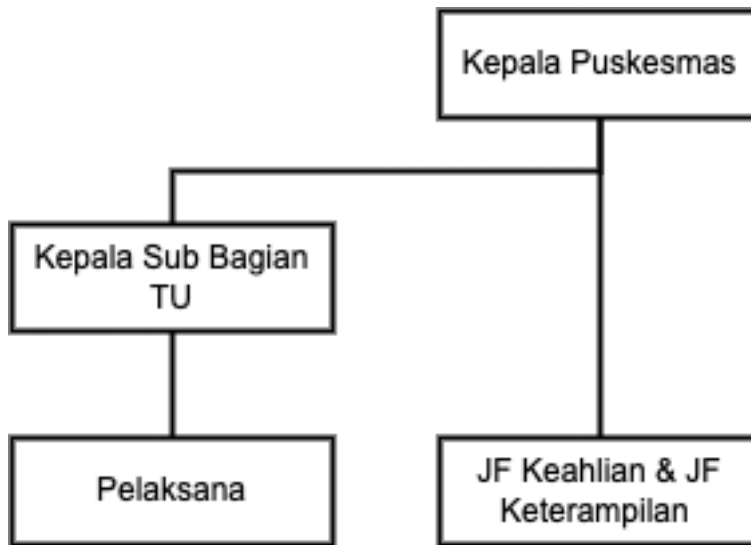 Kepala Puskesmas
Kepala Sub Bagian
TU
Pelaksana
JF Keahlian & JF
Keterampilan